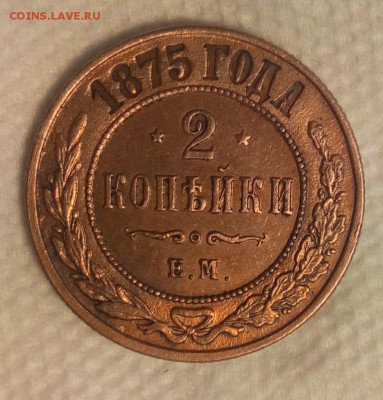 COINS.LAVE.RU
1875 ГОДА
2
КОПѢЙКИ
Е.М.